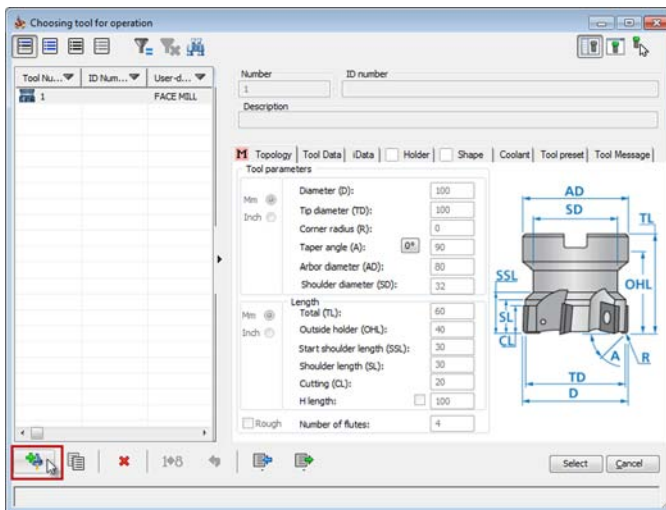 Choosing tool for operation
Tool Nu... ID Num... User-d...
1 FACE MILL
Number ID number
1
Description
M Topology Tool Data iData Holder Shape Coolant Tool preset Tool Message
Tool parameters
Mm
Inch
Diameter (D): 100
Tip diameter (TD): 100
Corner radius (R): 0
Taper angle (A): 0° 90
Arbor diameter (AD): 80
Shoulder diameter (SD): 32
Length
Mm
Inch
Total (TL): 60
Outside holder (OHL): 40
Start shoulder length (SSL): 30
Shoulder length (SL): 30
Cutting (CL): 20
H length: 100
Rough Number of flutes: 4
AD
SD
TL
SSL
OHL
SL
CL
A
R
TD
D
Select Cancel